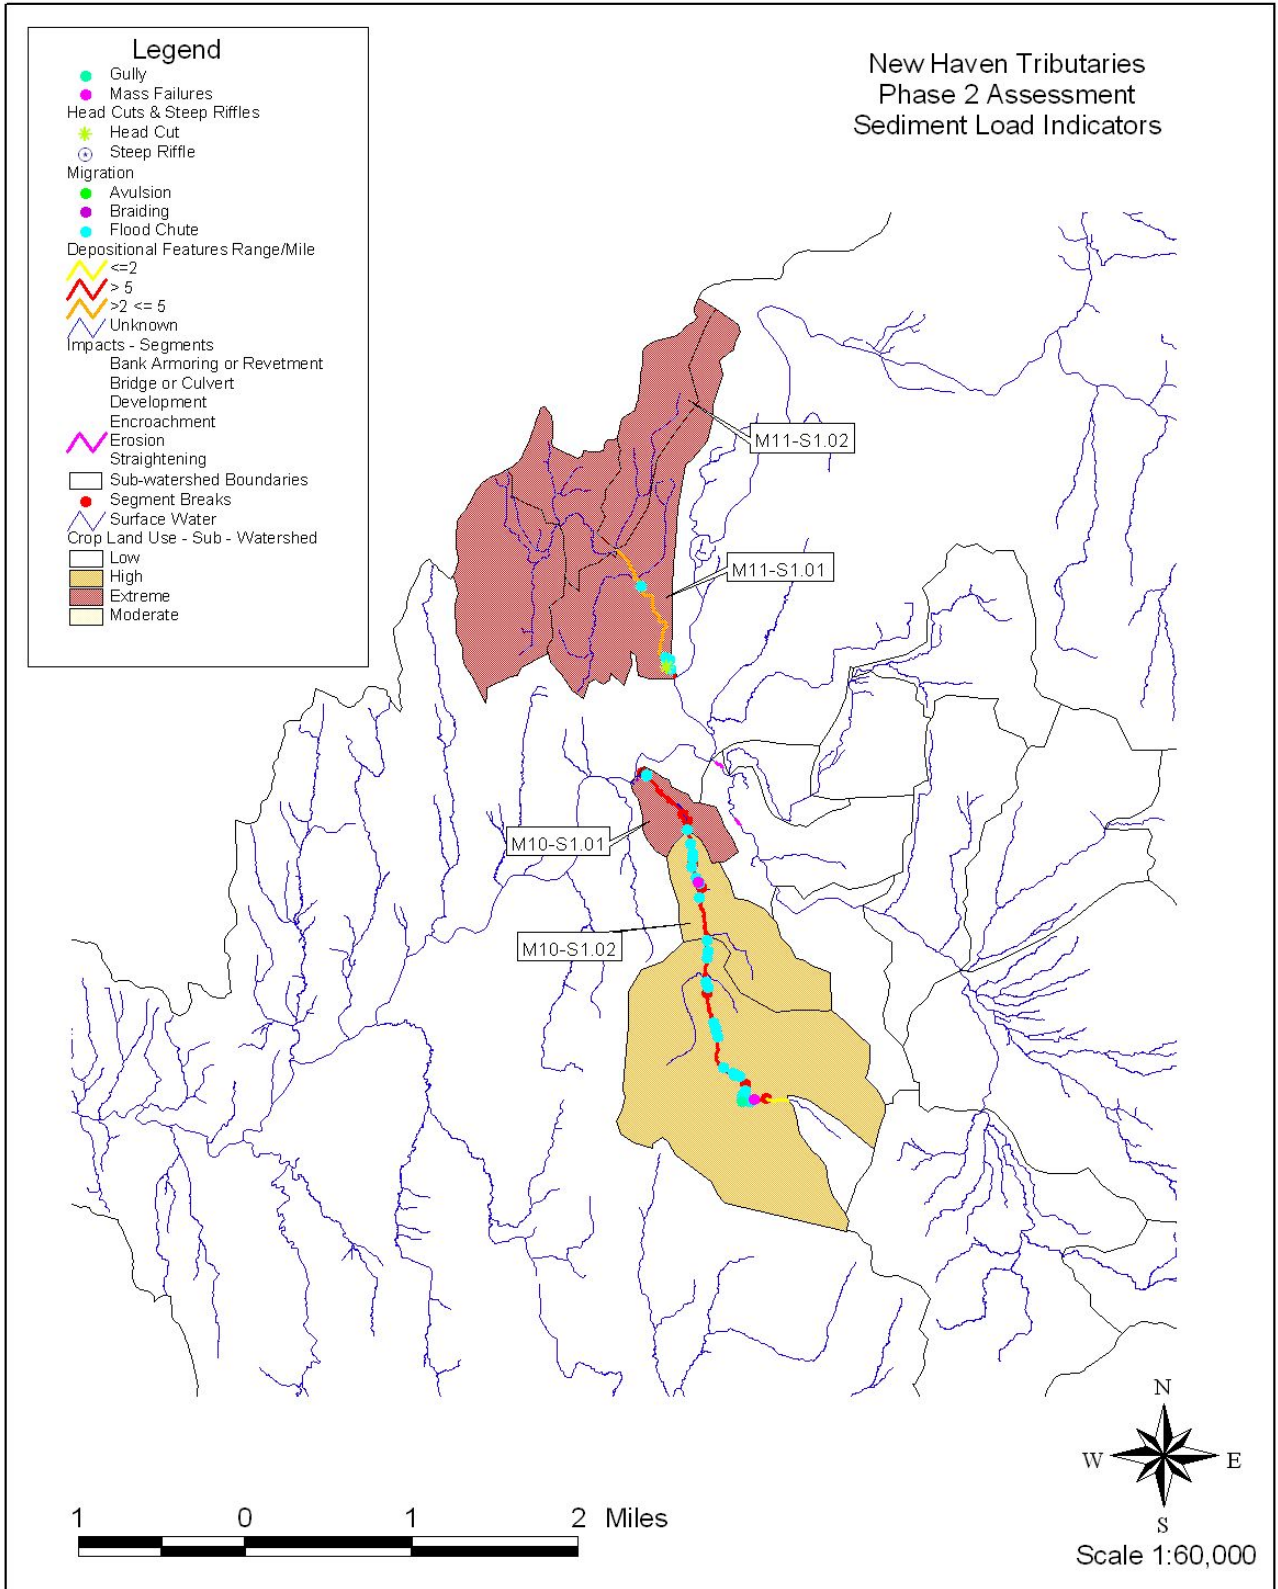 Legend
Gully
Mass Failures
Head Cuts & Steep Riffles
Head Cut
Steep Riffle
Migration
Avulsion
Braiding
Flood Chute
Depositional Features Range/Mile
<=2
> 5
>2 <= 5
Unknown
Impacts - Segments
Bank Armoring or Revetment
Bridge or Culvert
Development
Encroachment
Erosion
Straightening
Sub-watershed Boundaries
Segment Breaks
Surface Water
Crop Land Use - Sub - Watershed
Low
High
Extreme
Moderate
New Haven Tributaries
Phase 2 Assessment
Sediment Load Indicators
M11-S1.02
M11-S1.01
M10-S1.01
M10-S1.02
N
W E
S
1 0 1 2 Miles
Scale 1:60,000